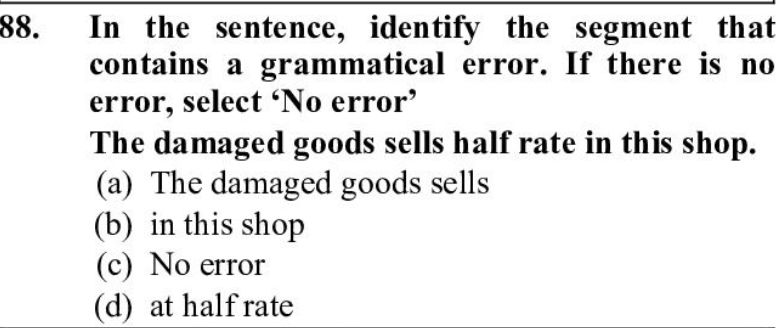 88. In the sentence, identify the segment that
contains a grammatical error. If there is no
error, select ‘No error’
The damaged goods sells half rate in this shop.
(a) The damaged goods sells
(b) in this shop
(c) No error
(d) at half rate